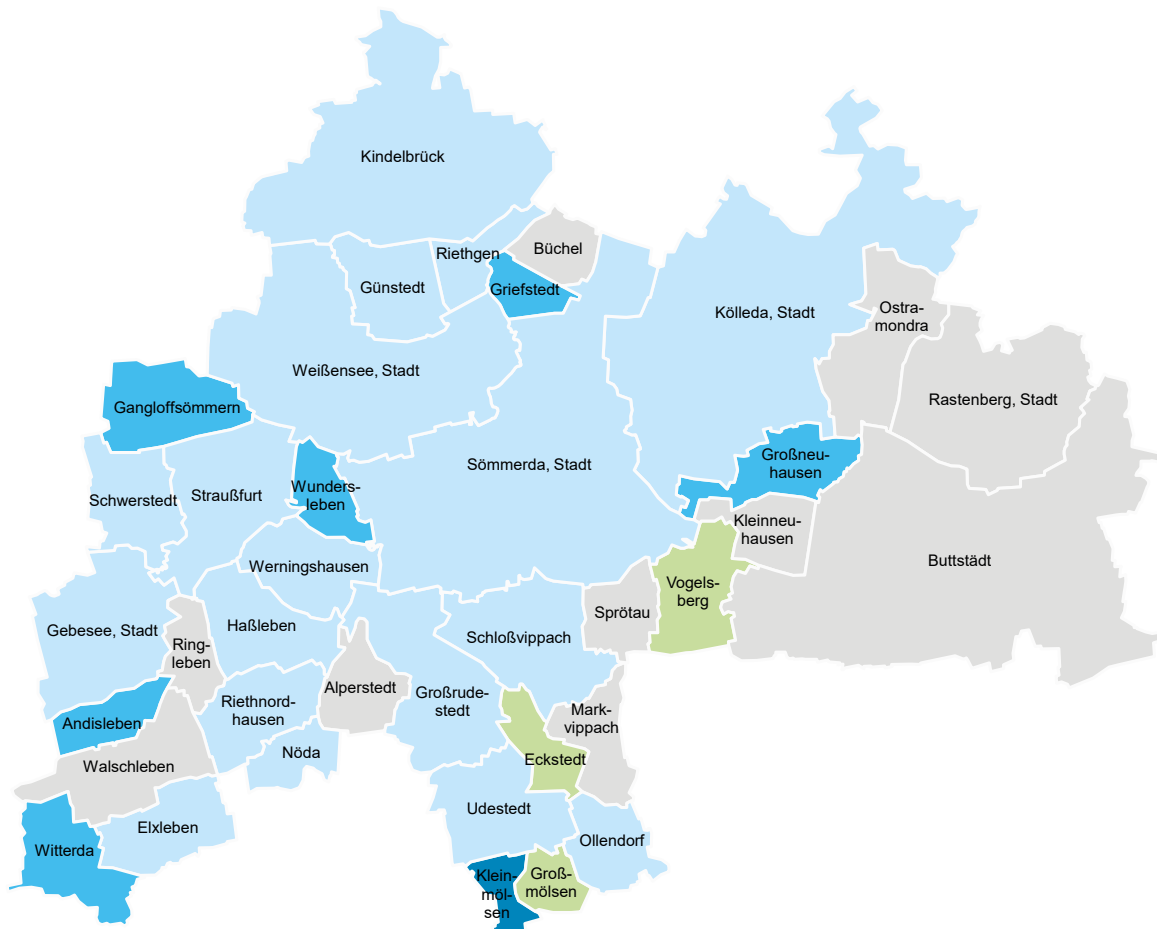 Kindelbrück
Büchel
Riethgen
Günstedt
Griefstedt
Ostra-
mondra
Kölleda, Stadt
Weißensee, Stadt
Rastenberg, Stadt
Gangloffsömmern
Großneu-
hausen
Sömmerda, Stadt
Wunders-
leben
Straußfurt
Schwerstedt
Kleinneu-
hausen
Buttstädt
Werningshausen
Vogels-
berg
Sprötau
Haßleben
Gebesee, Stadt
Schloßvippach
Ring-
leben
Alperstedt
Großrude-
stedt
Riethnord-
hausen
Mark-
vippach
Andisleben
Nöda
Eckstedt
Walschleben
Udestedt
Elxleben
Ollendorf
Witterda
Klein-
möl-
sen
Groß-
mölsen